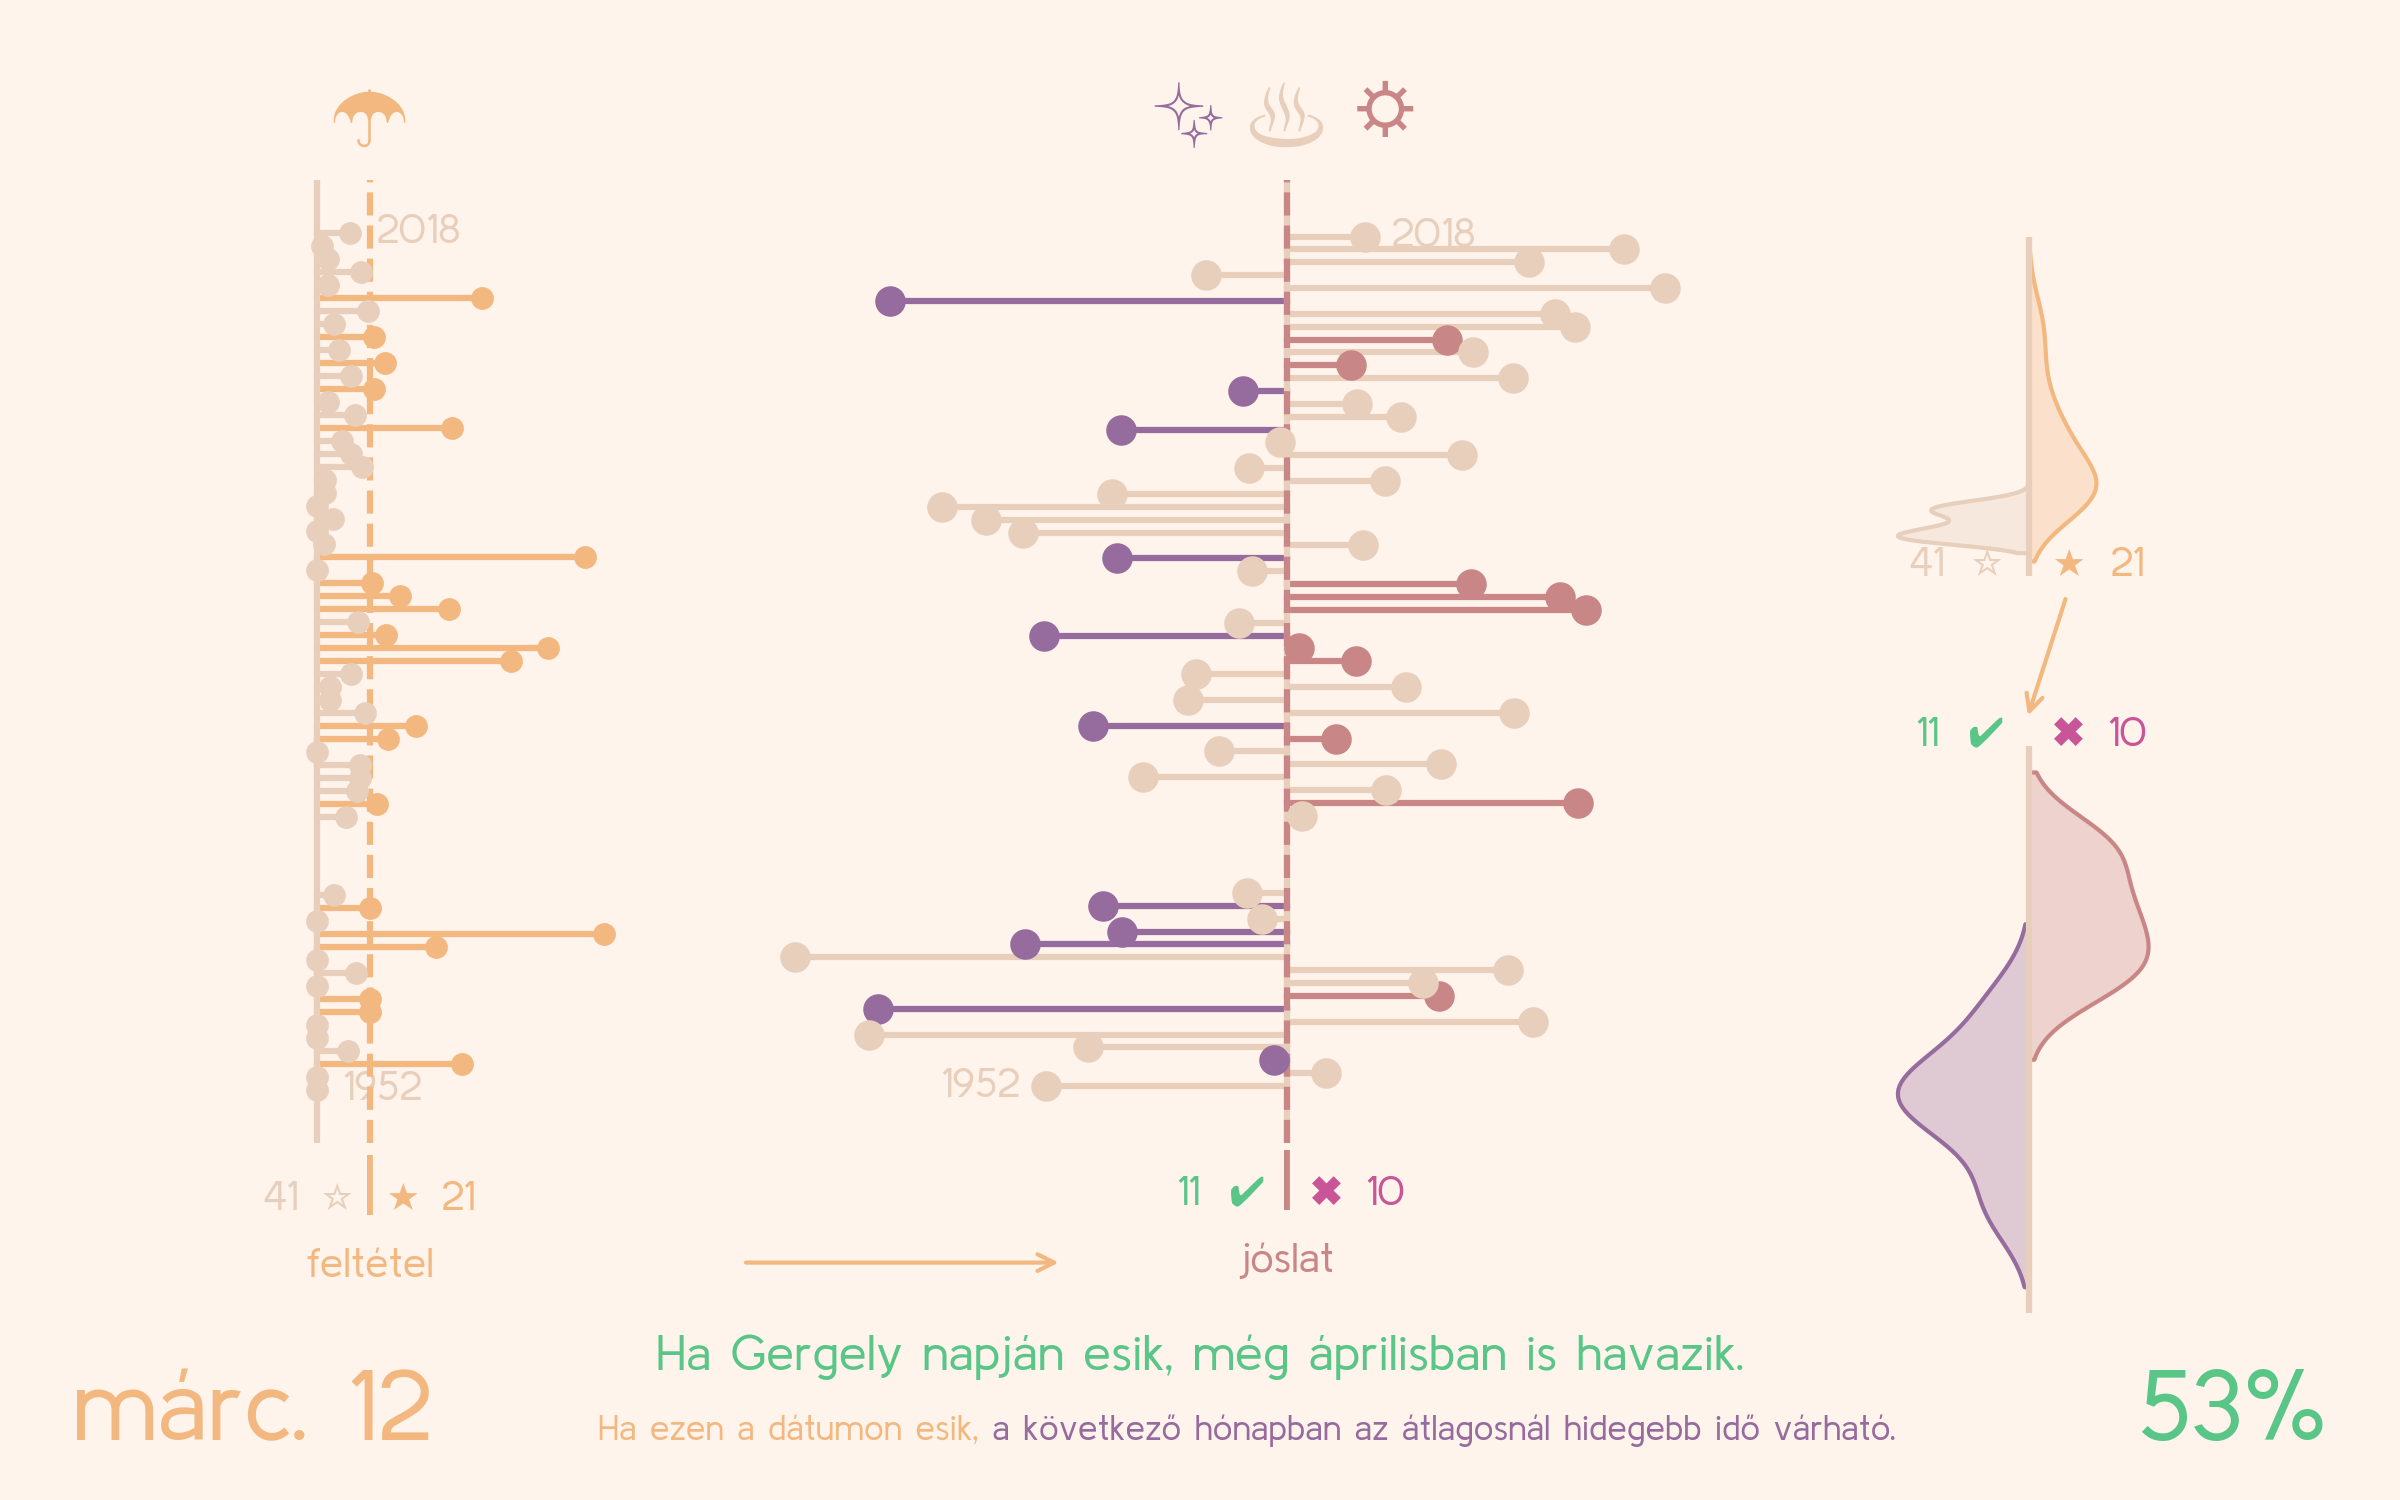 2018
2018
1952
1952
41 ☆ ★ 21
11 ✔ ✖ 10
41 ☆ ★ 21
11 ✔ ✖ 10
feltétel
jóslat
Ha Gergely napján esik, még áprilisban is havazik.
márc. 12
Ha ezen a dátumon esik, a következő hónapban az átlagosnál hidegebb idő várható.
53%